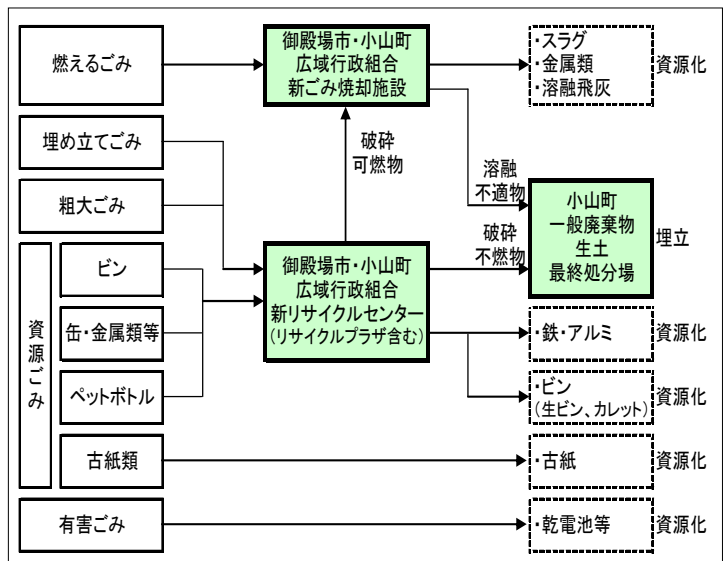 燃えるごみ
埋め立てごみ
粗大ごみ
資源ごみ
ビン
缶・金属類等
ペットボトル
古紙類
有害ごみ
御殿場市・小山町
広域行政組合
新ごみ焼却施設
破砕
可燃物
御殿場市・小山町
広域行政組合
新リサイクルセンター
(リサイクルプラザ含む)
溶融
不適物
破砕
不燃物
・スラグ
・金属類
・溶融飛灰
資源化
小山町
一般廃棄物
生土
最終処分場
埋立
・鉄・アルミ
資源化
・ビン
(生ビン、カレット)
資源化
・古紙
資源化
・乾電池等
資源化